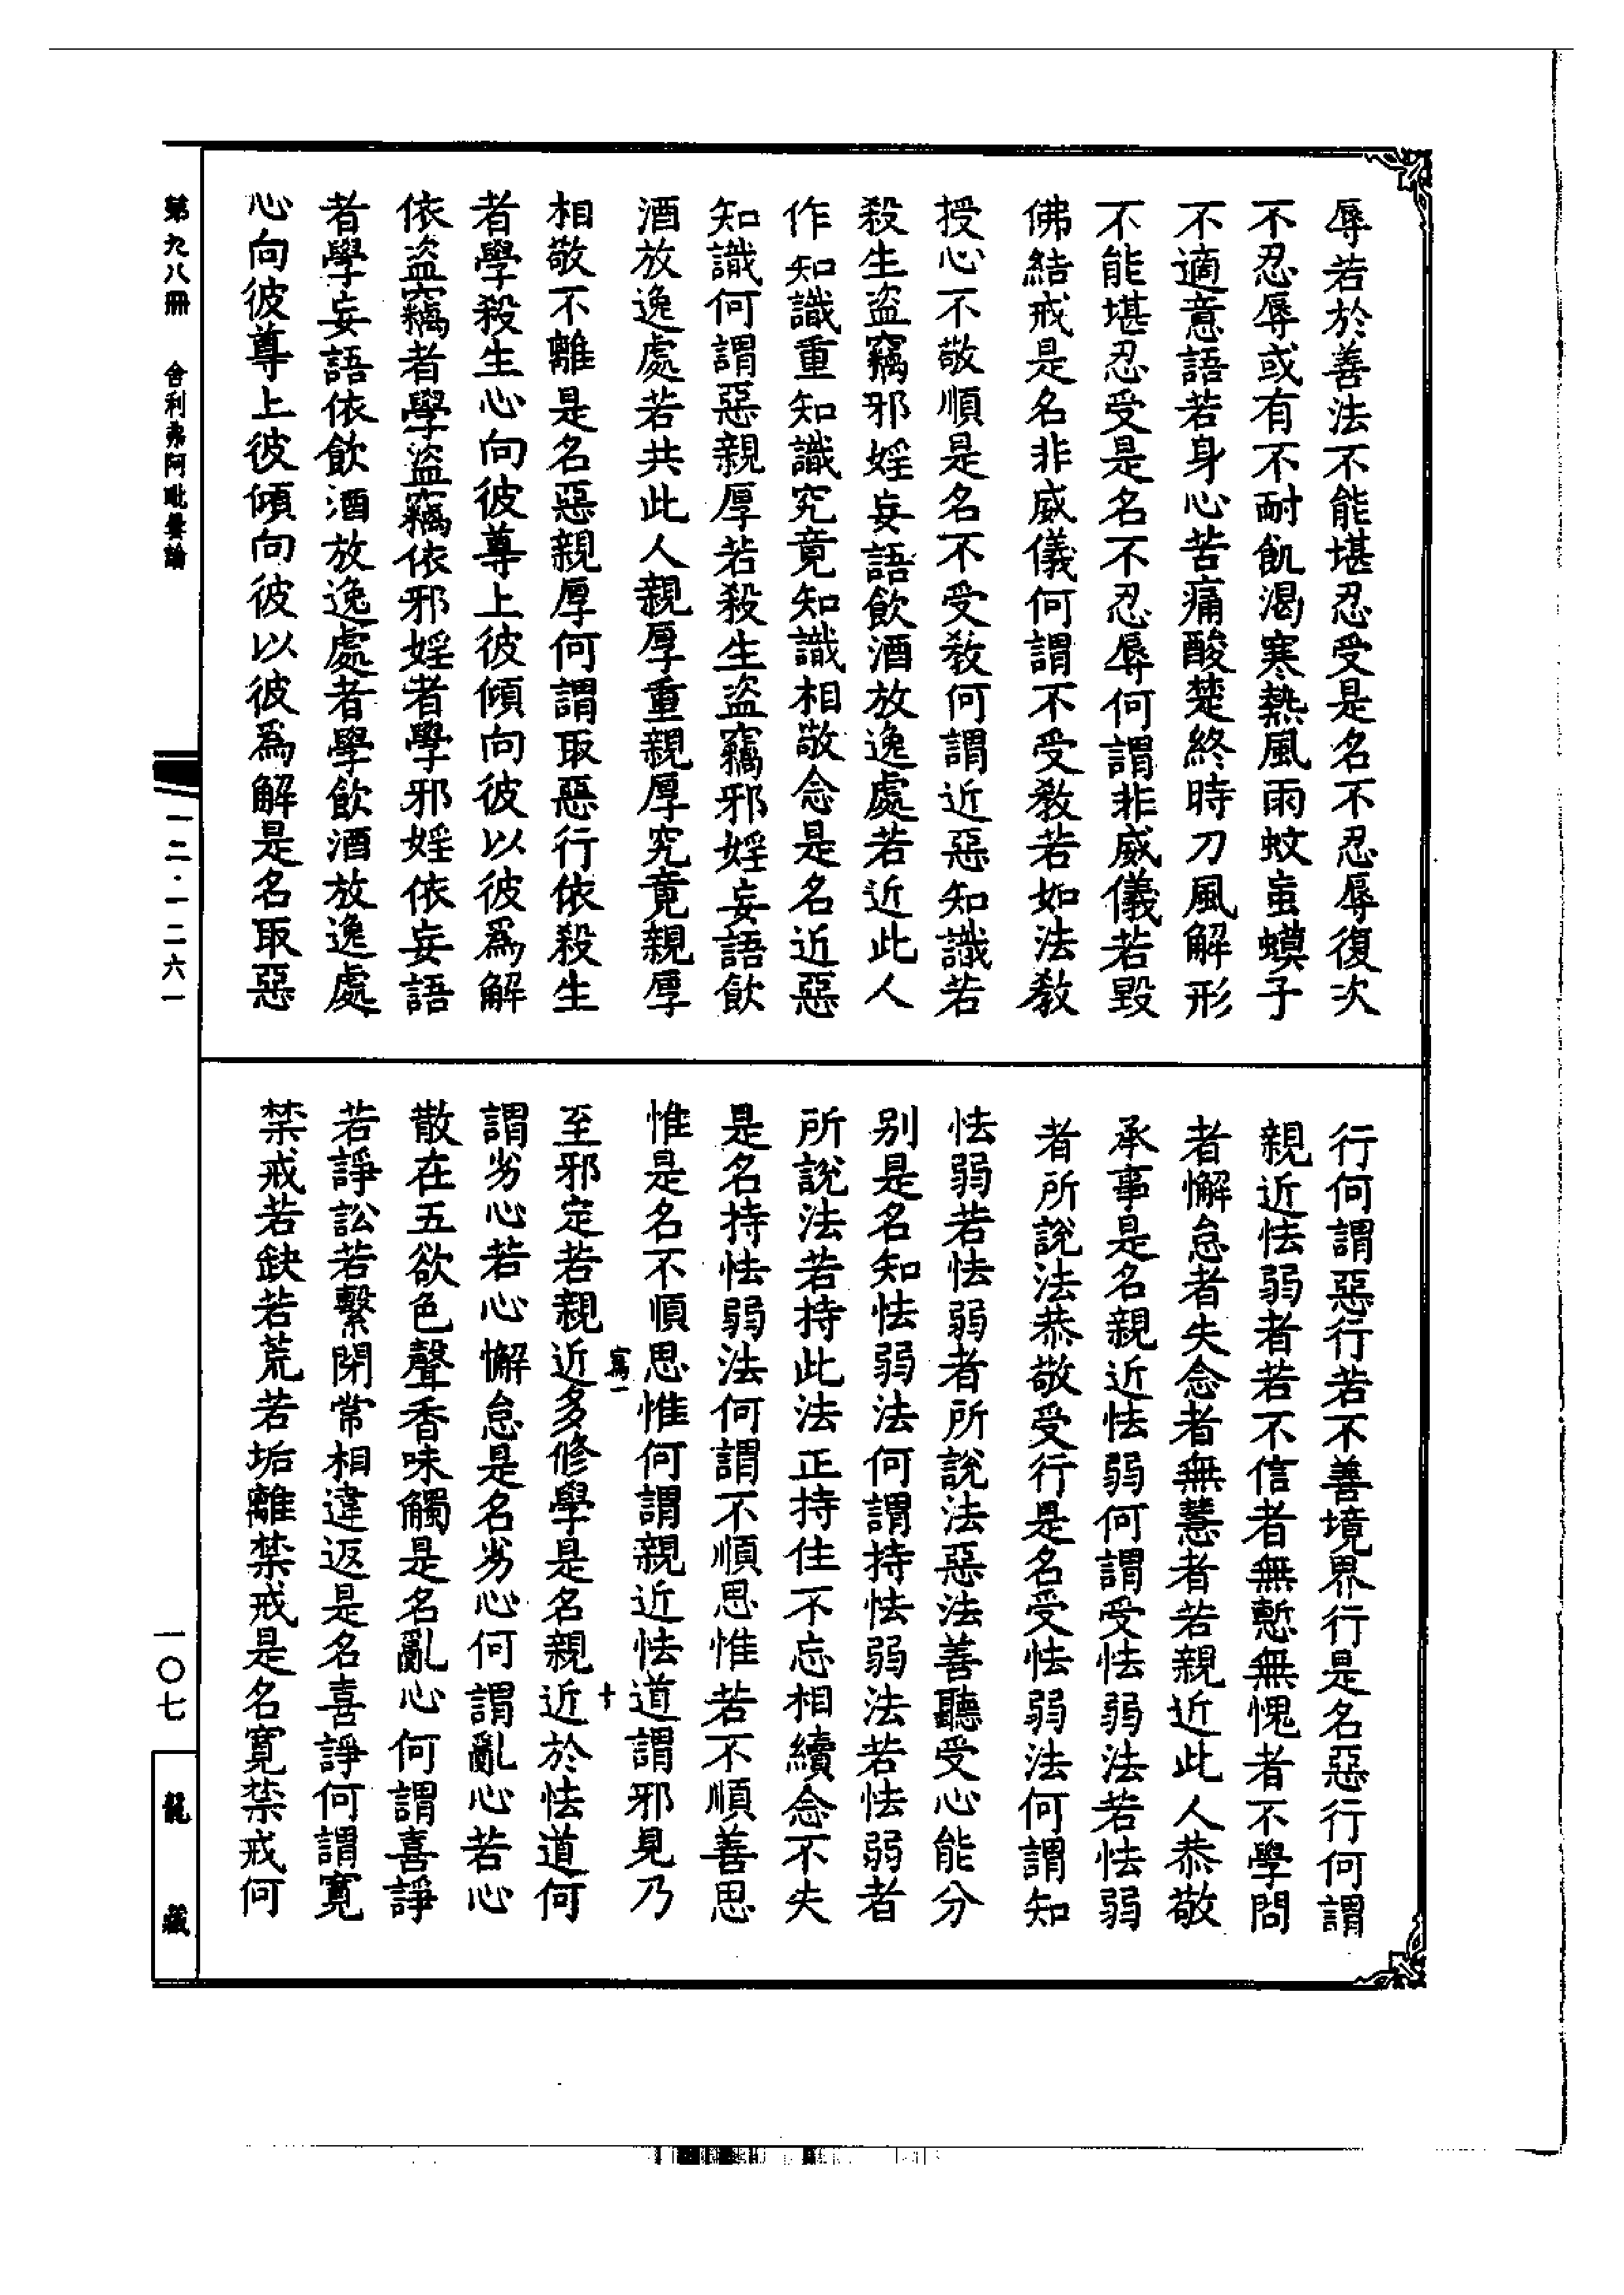 辱若於善法不能堪忍受是名不忍辱復次
不忍辱或有不耐飢渴寒熱風雨蚊虻蟆子
不適意語若身心苦痛酸楚終時刀風解形
不能堪忍受是名不忍辱何謂非威儀若毀
佛結戒是名非威儀何謂不受教若如法教
授心不敬順是名不受教何謂近惡知識若
殺生盜竊邪婬妄語飲酒放逸處若近此人
作知識重知識究竟知識相敬念是名近惡
知識何謂惡親厚若殺生盜竊邪婬妄語飲
酒放逸處若共此人親厚重親厚究竟親厚
相敬不離是名惡親厚何謂取惡行依殺生
者學殺生心向彼尊上彼傾向彼以彼為解
依盜竊者學盜竊依邪婬者學邪婬依妄語
者學妄語依飲酒放逸處者學飲酒放逸處
心向彼尊上彼傾向彼以彼為解是名取惡
行何謂惡行若不善境界行是名惡行何謂
親近怯弱者若不信者無慙無愧者不學問
者懈怠者失念者無慧者若親近此人恭敬
承事是名親近怯弱何謂受怯弱法若怯弱
者所說法恭敬受行是名受怯弱法何謂知
怯弱若怯弱者所說法惡法善聽受心能分
別是名知怯弱法何謂持怯弱法若怯弱者
所說法若持此法正持住不忘相續念不失
是名持怯弱法何謂不順思惟若不順善思
惟是名不順思惟何謂親近怯道謂邪見乃
至邪定若親近多修學是名親近於怯道何
謂劣心若心懈怠是名劣心何謂亂心若心
散在五欲色聲香味觸是名亂心何謂喜諍
若諍訟若繫閉常相違返是名喜諍何謂寬
禁戒若缺若荒若垢離禁戒是名寬禁戒何
寫一
十
第九八冊 舍利弗阿毗曇論
一二·一二六一
一〇七
龍藏